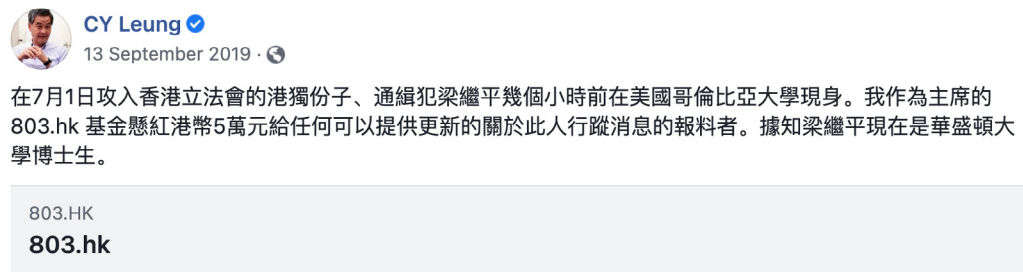 CY Leung
13 September 2019 ·
在7月1日攻入香港立法會的港獨份子、通緝犯梁繼平幾個小時前在美國哥倫比亞大學現身。我作為主席的
803.hk 基金懸紅港幣5萬元給任何可以提供更新的關於此人行蹤消息的報料者。據知梁繼平現在是華盛頓大
學博士生。
803.HK
803.hk